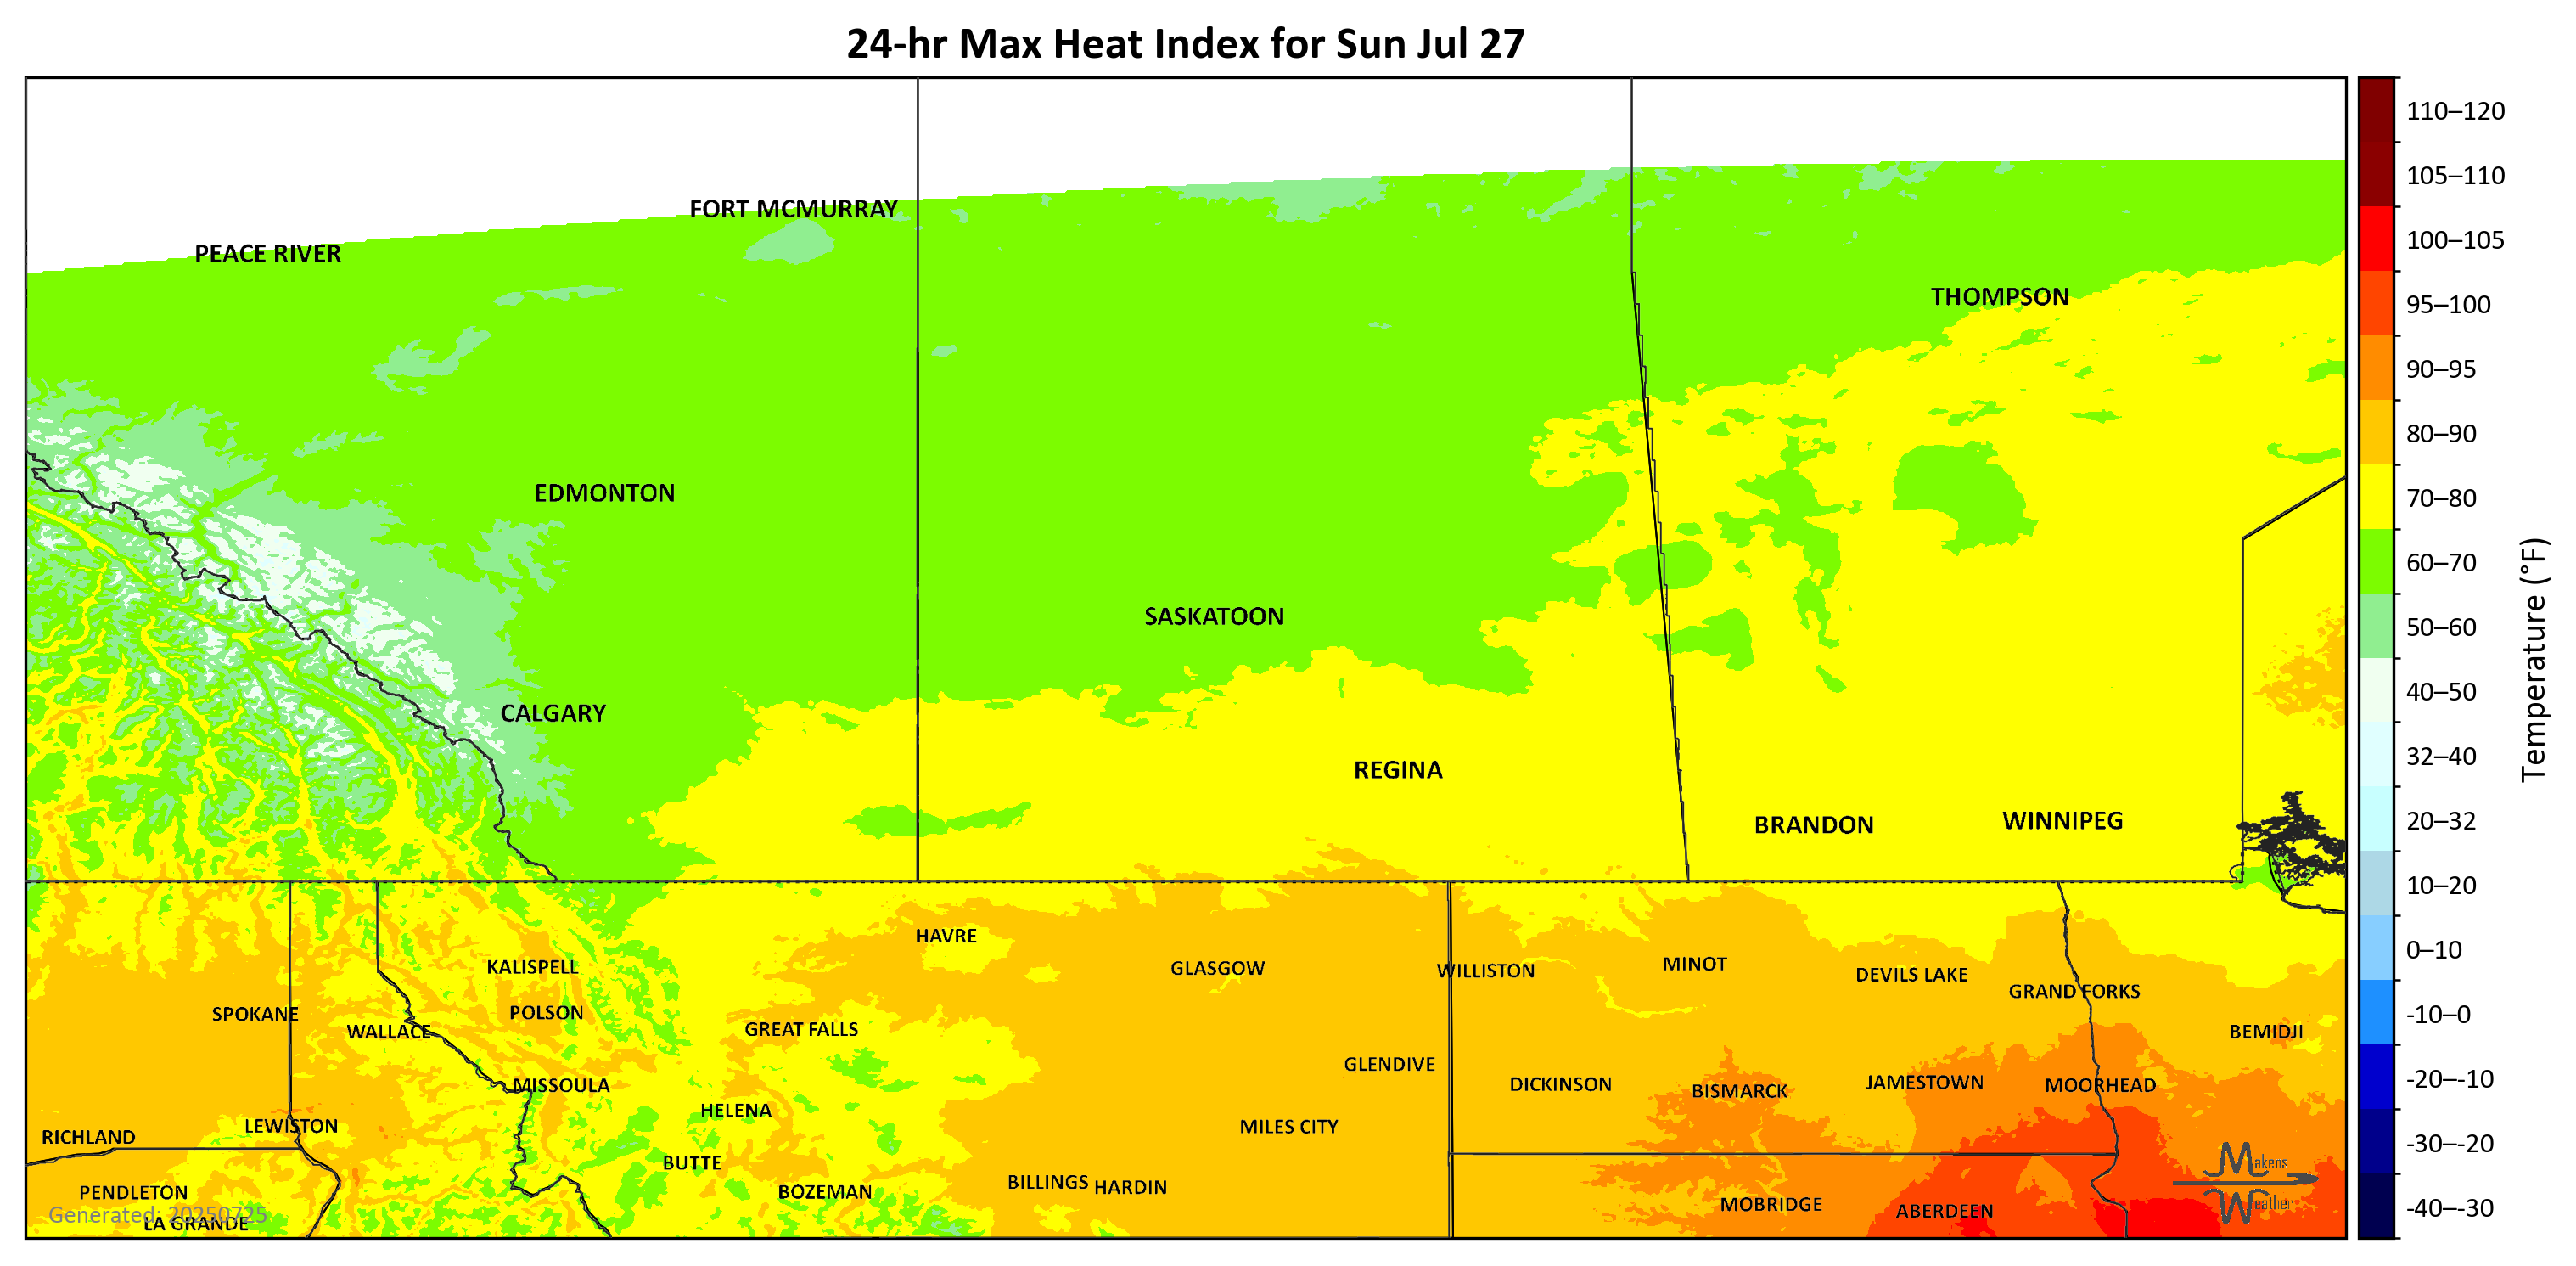 24-hr Max Heat Index for Sun Jul 27
FORT MCMURRAY
PEACE RIVER
THOMPSON
EDMONTON
SASKATOON
CALGARY
REGINA
BRANDON
WINNIPEG
HAVRE
KALISPELL
GLASGOW
WILLISTON
MINOT
DEVILS LAKE
GRAND FORKS
SPOKANE
POLSON
WALLACE
GREAT FALLS
BEMIDJI
GLENDIVE
MISSOULA
DICKINSON
BISMARCK
JAMESTOWN
MOORHEAD
HELENA
LEWISTON
MILES CITY
RICHLAND
BUTTE
PENDLETON
BOZEMAN
BILLINGS
HARDIN
MOBRIDGE
ABERDEEN
Generated: 20250725
LA GRANDE
Makens
Weather
110–120
105–110
100–105
95–100
90–95
80–90
70–80
60–70
50–60
40–50
32–40
20–32
10–20
0–10
-10–0
-20–-10
-30–-20
-40–-30
Temperature (°F)